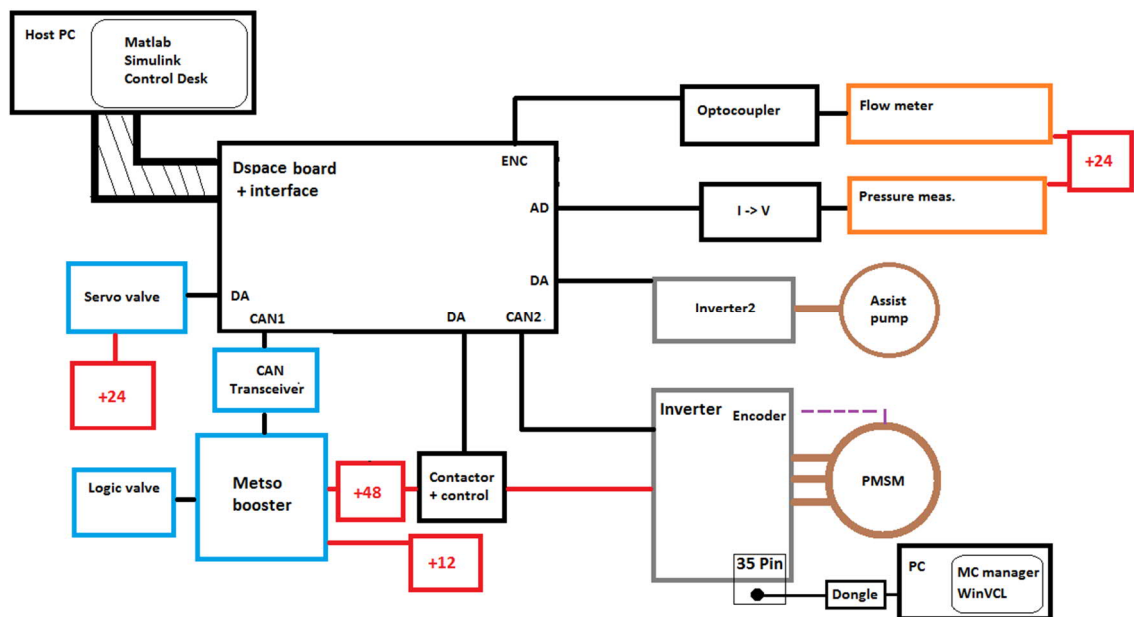 Host PC
Matlab
Simulink
Control Desk
Optocoupler
Flow meter
+24
Dspace board
+ interface
ENC
AD
I -> V
Pressure meas.
DA
Servo valve
DA
CAN1
DA
CAN2
Inverter2
Assist
pump
+24
CAN
Transceiver
Inverter
Encoder
PMSM
Logic valve
Metso
booster
+48
Contactor
+ control
+12
35 Pin
Dongle
PC
MC manager
WinVCL